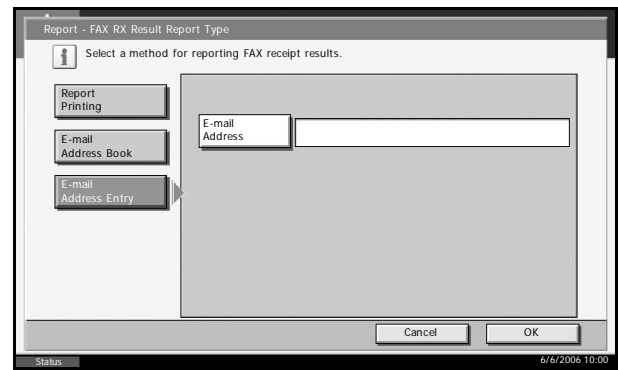 Report - FAX RX Result Report Type
Select a method for reporting FAX receipt results.
Report
Printing
E-mail
Address Book
E-mail
Address Entry
E-mail
Address
Cancel
OK
Status
6/6/2006 10:00